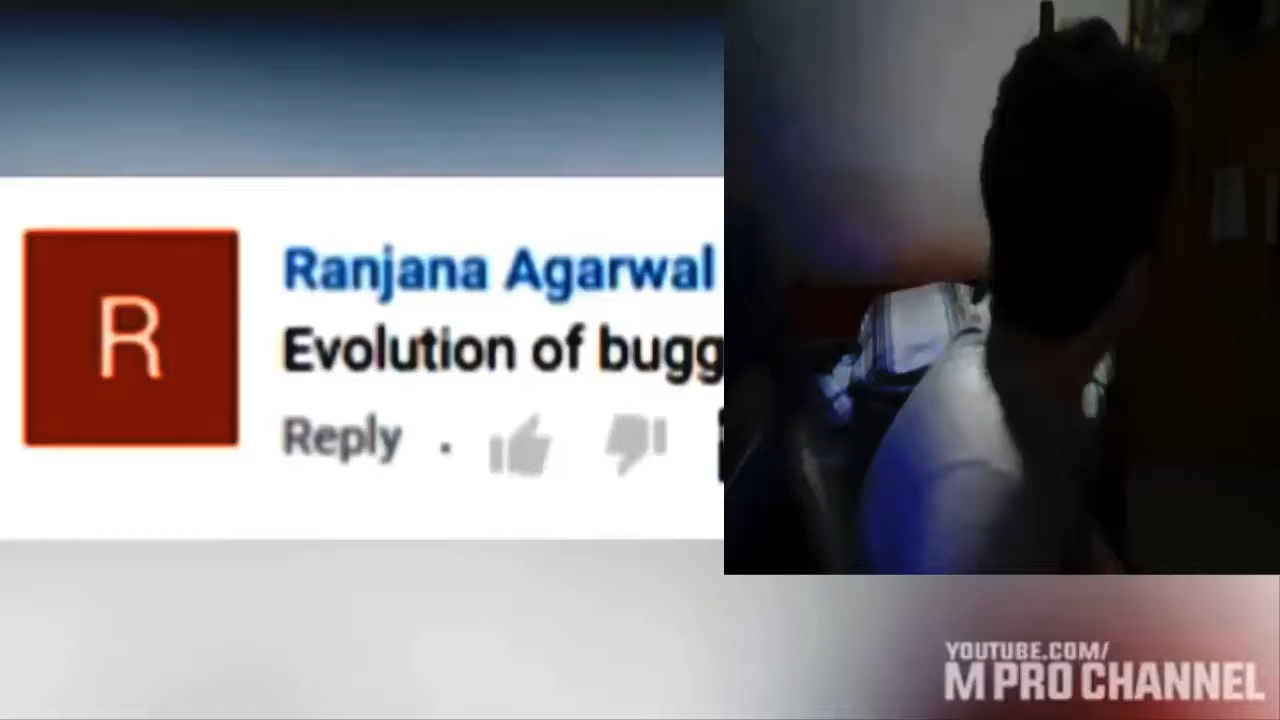 R
Ranjana Agarwal
Evolution of bugg
Reply .
YOUTUBE.COM/
M PRO CHANNEL